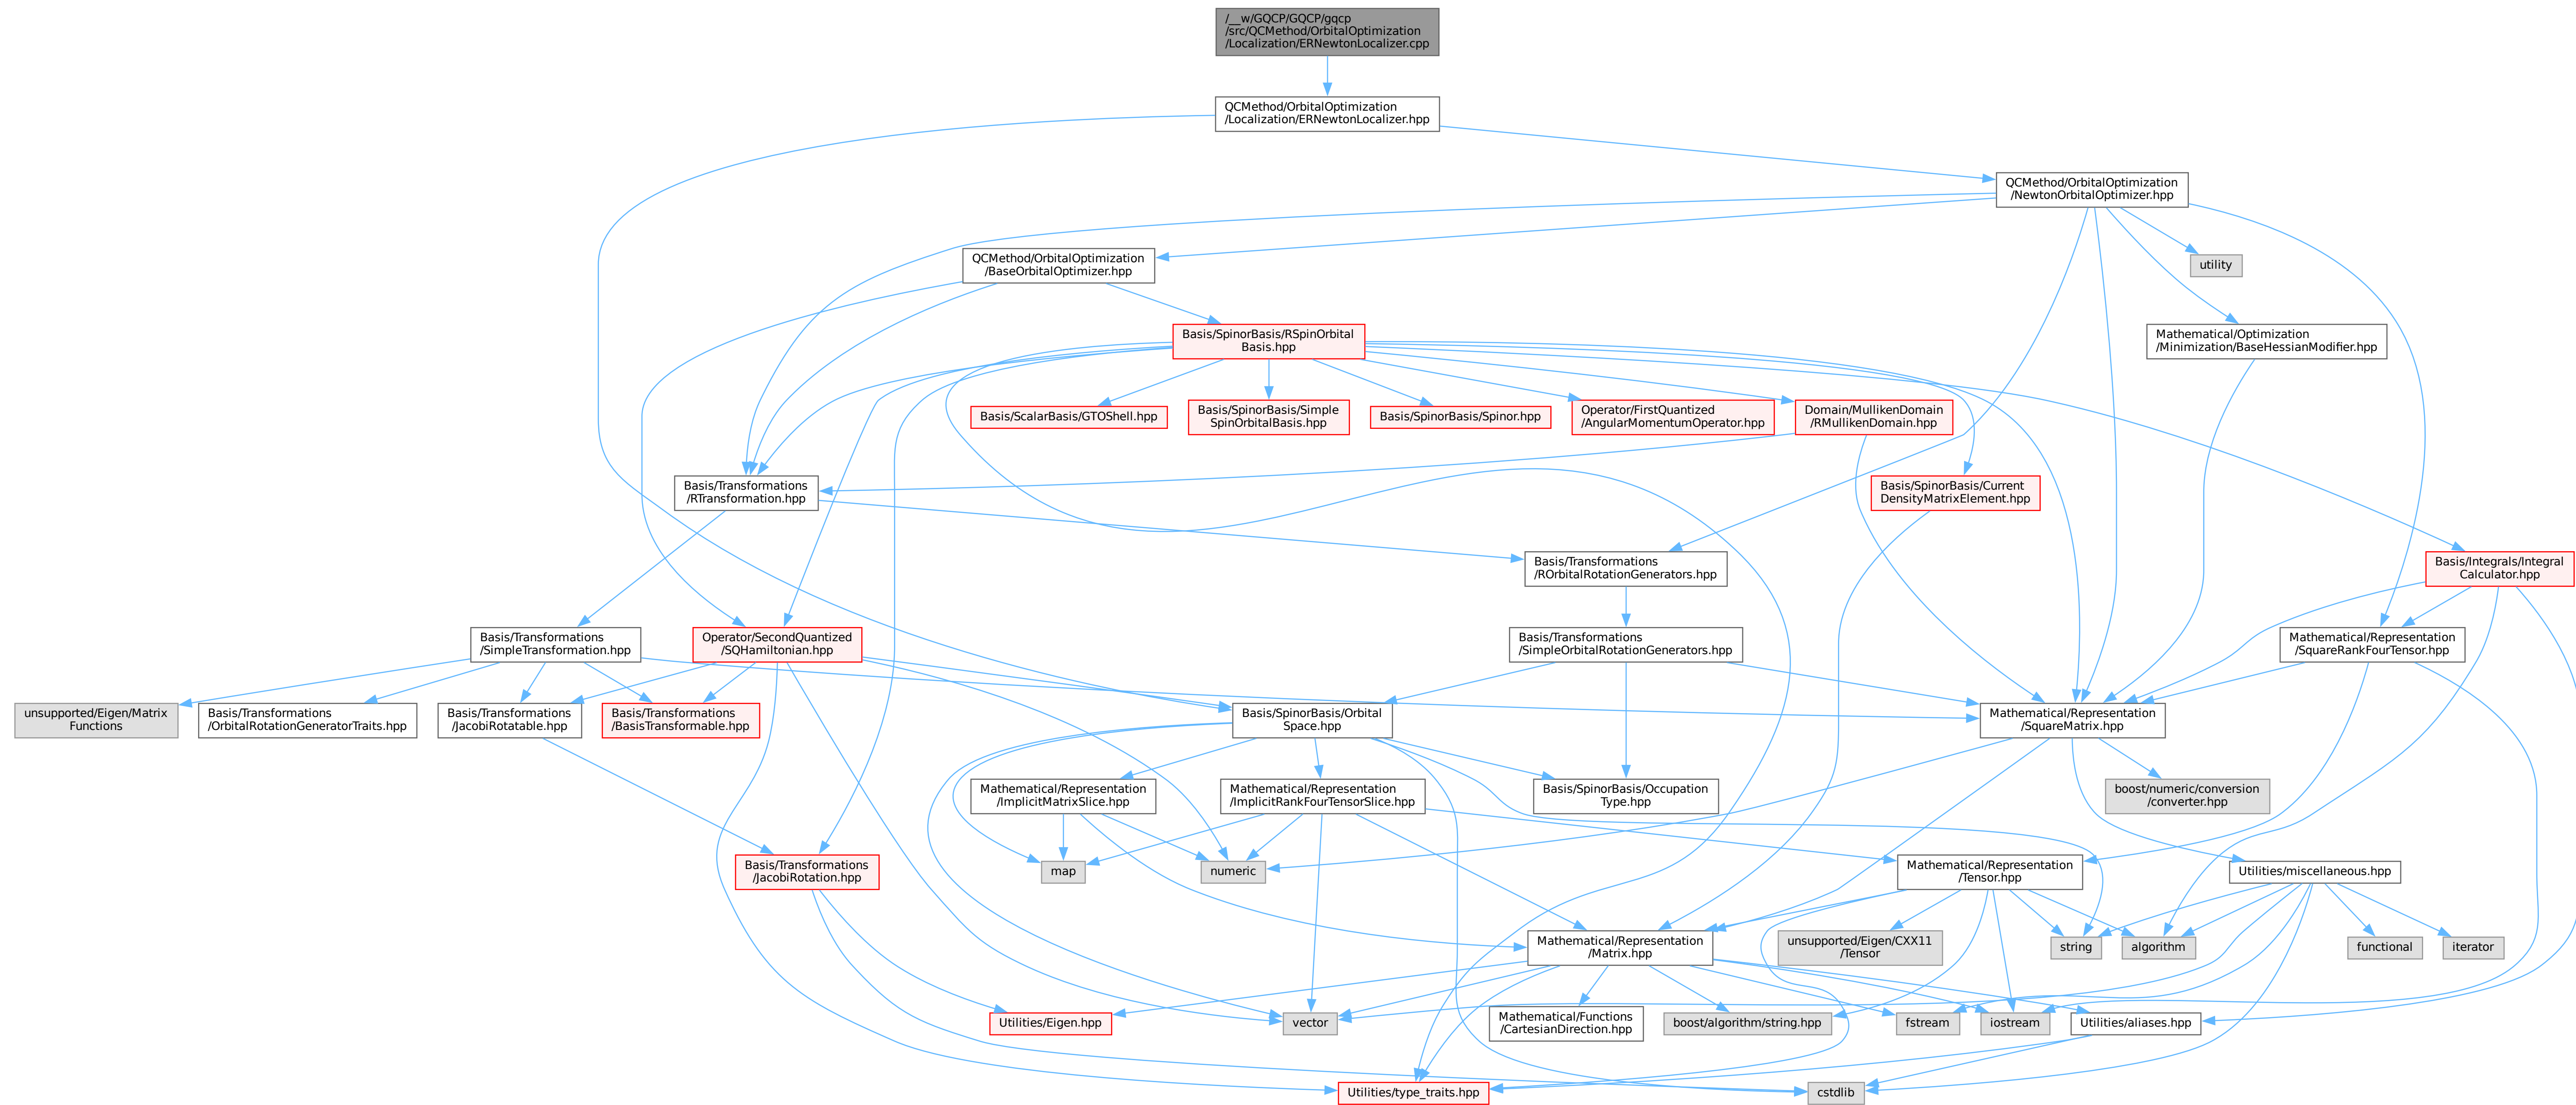 /__w/GQCP/GQCP/gqcp
/src/QCMethod/OrbitalOptimization
/Localization/ERNewtonLocalizer.cpp
QCMethod/OrbitalOptimization
/Localization/ERNewtonLocalizer.hpp
QCMethod/OrbitalOptimization
/NewtonOrbitalOptimizer.hpp
QCMethod/OrbitalOptimization
/BaseOrbitalOptimizer.hpp
utility
Basis/SpinorBasis/RSpinOrbital
Basis.hpp
Mathematical/Optimization
/Minimization/BaseHessianModifier.hpp
Basis/ScalarBasis/GTOShell.hpp
Basis/SpinorBasis/Simple
SpinOrbitalBasis.hpp
Basis/SpinorBasis/Spinor.hpp
Operator/FirstQuantized
/AngularMomentumOperator.hpp
Domain/MullikenDomain
/RMullikenDomain.hpp
Basis/Transformations
/RTransformation.hpp
Basis/SpinorBasis/Current
DensityMatrixElement.hpp
Basis/Transformations
/ROrbitalRotationGenerators.hpp
Basis/Integrals/Integral
Calculator.hpp
Basis/Transformations
/SimpleTransformation.hpp
Operator/SecondQuantized
/SQHamiltonian.hpp
Basis/Transformations
/SimpleOrbitalRotationGenerators.hpp
Mathematical/Representation
/SquareRankFourTensor.hpp
unsupported/Eigen/Matrix
Functions
Basis/Transformations
/OrbitalRotationGeneratorTraits.hpp
Basis/Transformations
/JacobiRotatable.hpp
Basis/Transformations
/BasisTransformable.hpp
Basis/SpinorBasis/Orbital
Space.hpp
Mathematical/Representation
/SquareMatrix.hpp
Mathematical/Representation
/ImplicitMatrixSlice.hpp
Mathematical/Representation
/ImplicitRankFourTensorSlice.hpp
Basis/SpinorBasis/Occupation
Type.hpp
boost/numeric/conversion
/converter.hpp
Basis/Transformations
/JacobiRotation.hpp
map
numeric
Mathematical/Representation
/Tensor.hpp
Utilities/miscellaneous.hpp
Mathematical/Representation
/Matrix.hpp
unsupported/Eigen/CXX11
/Tensor
string
algorithm
functional
iterator
Utilities/Eigen.hpp
vector
Mathematical/Functions
/CartesianDirection.hpp
boost/algorithm/string.hpp
fstream
iostream
Utilities/aliases.hpp
Utilities/type_traits.hpp
cstdlib